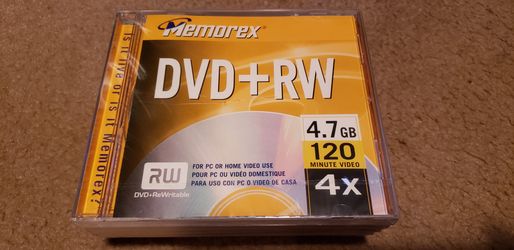 is it live or is it Memorex?
Memorex
DVD+RW
4.7 GB
120
MINUTE VIDEO
4x
RW
DVD+ReWritable
FOR PC OR HOME VIDEO USE
POUR PC OU VIDÉO DOMESTIQUE
PARA USO CON PC O VIDEO DE CASA